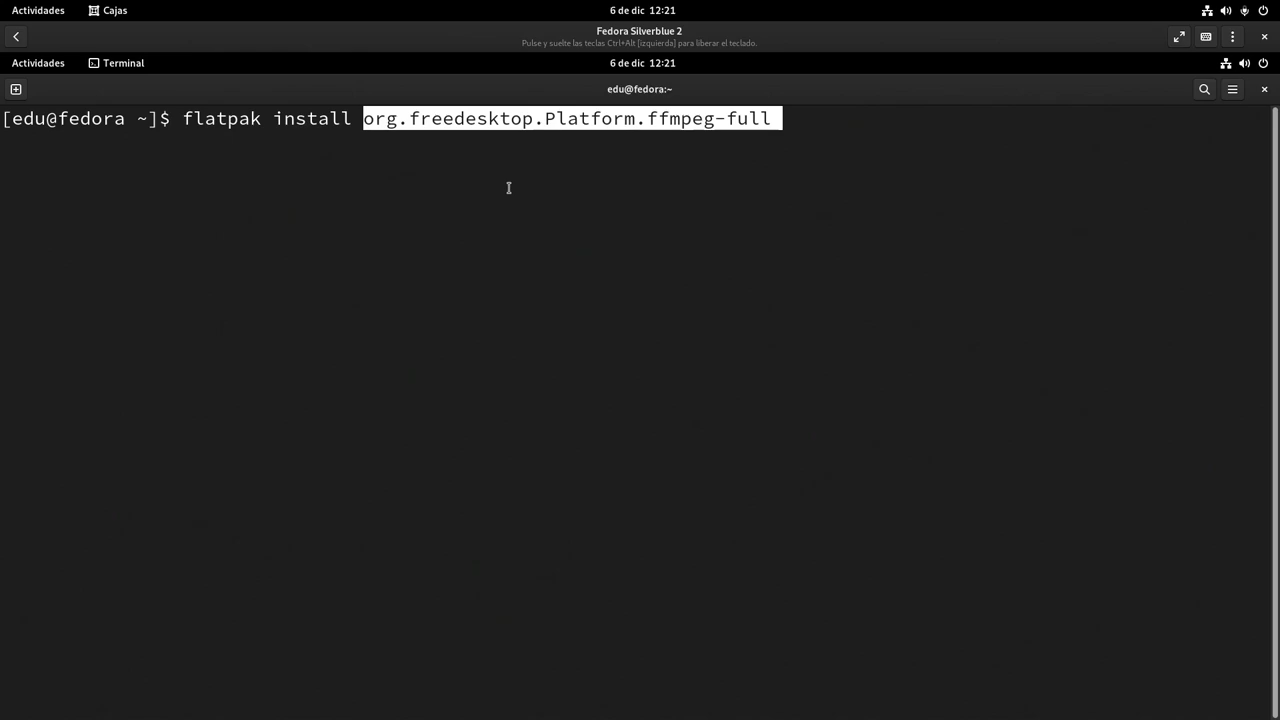 Actividades Cajas 6 de dic 12:21
Fedora Silverblue 2
Pulse y suelte las teclas Ctrl+Alt [izquierda] para liberar el teclado.
Actividades Terminal 6 de dic 12:21
edu@fedora:~
[edu@fedora ~]$ flatpak install org.freedesktop.Platform.ffmpeg-full